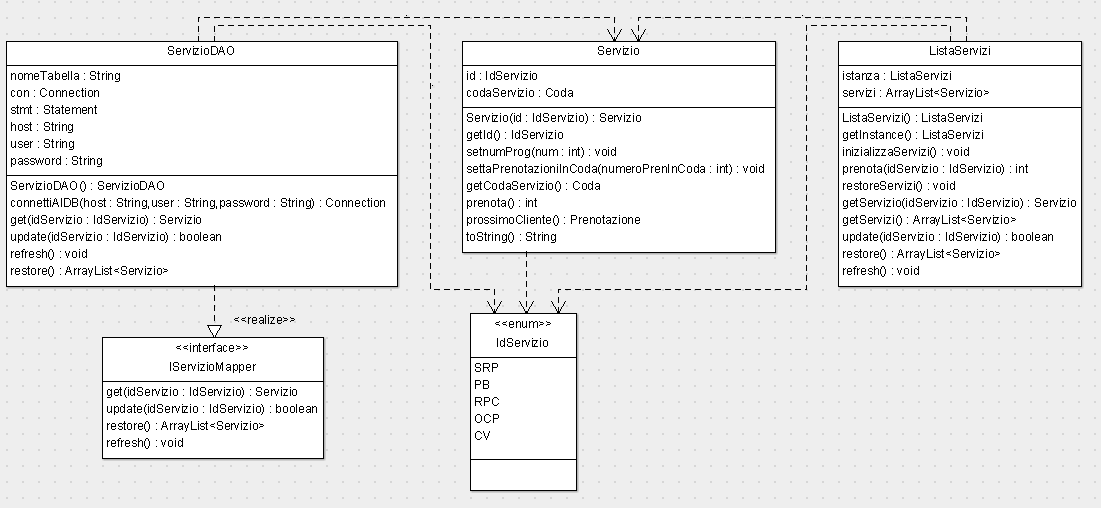 ServizioDAO
nomeTabella : String
con : Connection
stmt : Statement
host : String
user : String
password : String
ServizioDAO() : ServizioDAO
connettiAlDB(host : String,user : String,password : String) : Connection
get(idServizio : IdServizio) : Servizio
update(idServizio : IdServizio) : boolean
refresh() : void
restore() : ArrayList<Servizio>
Servizio
id : IdServizio
codaServizio : Coda
Servizio(id : IdServizio) : Servizio
getId() : IdServizio
setnumProg(num : int) : void
settaPrenotazioniInCoda(numeroPrenInCoda : int) : void
getCodaServizio() : Coda
prenota() : int
prossimoCliente() : Prenotazione
toString() : String
ListaServizi
istanza : ListaServizi
servizi : ArrayList<Servizio>
ListaServizi() : ListaServizi
getInstance() : ListaServizi
inizializzaServizi() : void
prenota(idServizio : IdServizio) : int
restoreServizi() : void
getServizio(idServizio : IdServizio) : Servizio
getServizi() : ArrayList<Servizio>
update(idServizio : IdServizio) : boolean
restore() : ArrayList<Servizio>
refresh() : void
<<realize>>
<<interface>>
IServizioMapper
get(idServizio : IdServizio) : Servizio
update(idServizio : IdServizio) : boolean
restore() : ArrayList<Servizio>
refresh() : void
<<enum>>
IdServizio
SRP
PB
RPC
OCP
CV